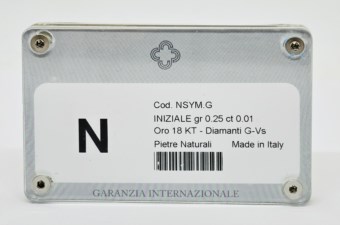 Cod. NSYM.G
INIZIALE gr 0.25 ct 0.01
N
Oro 18 KT - Diamanti G-Vs
Pietre Naturali Made in Italy
GARANZIA INTERNAZIONALE